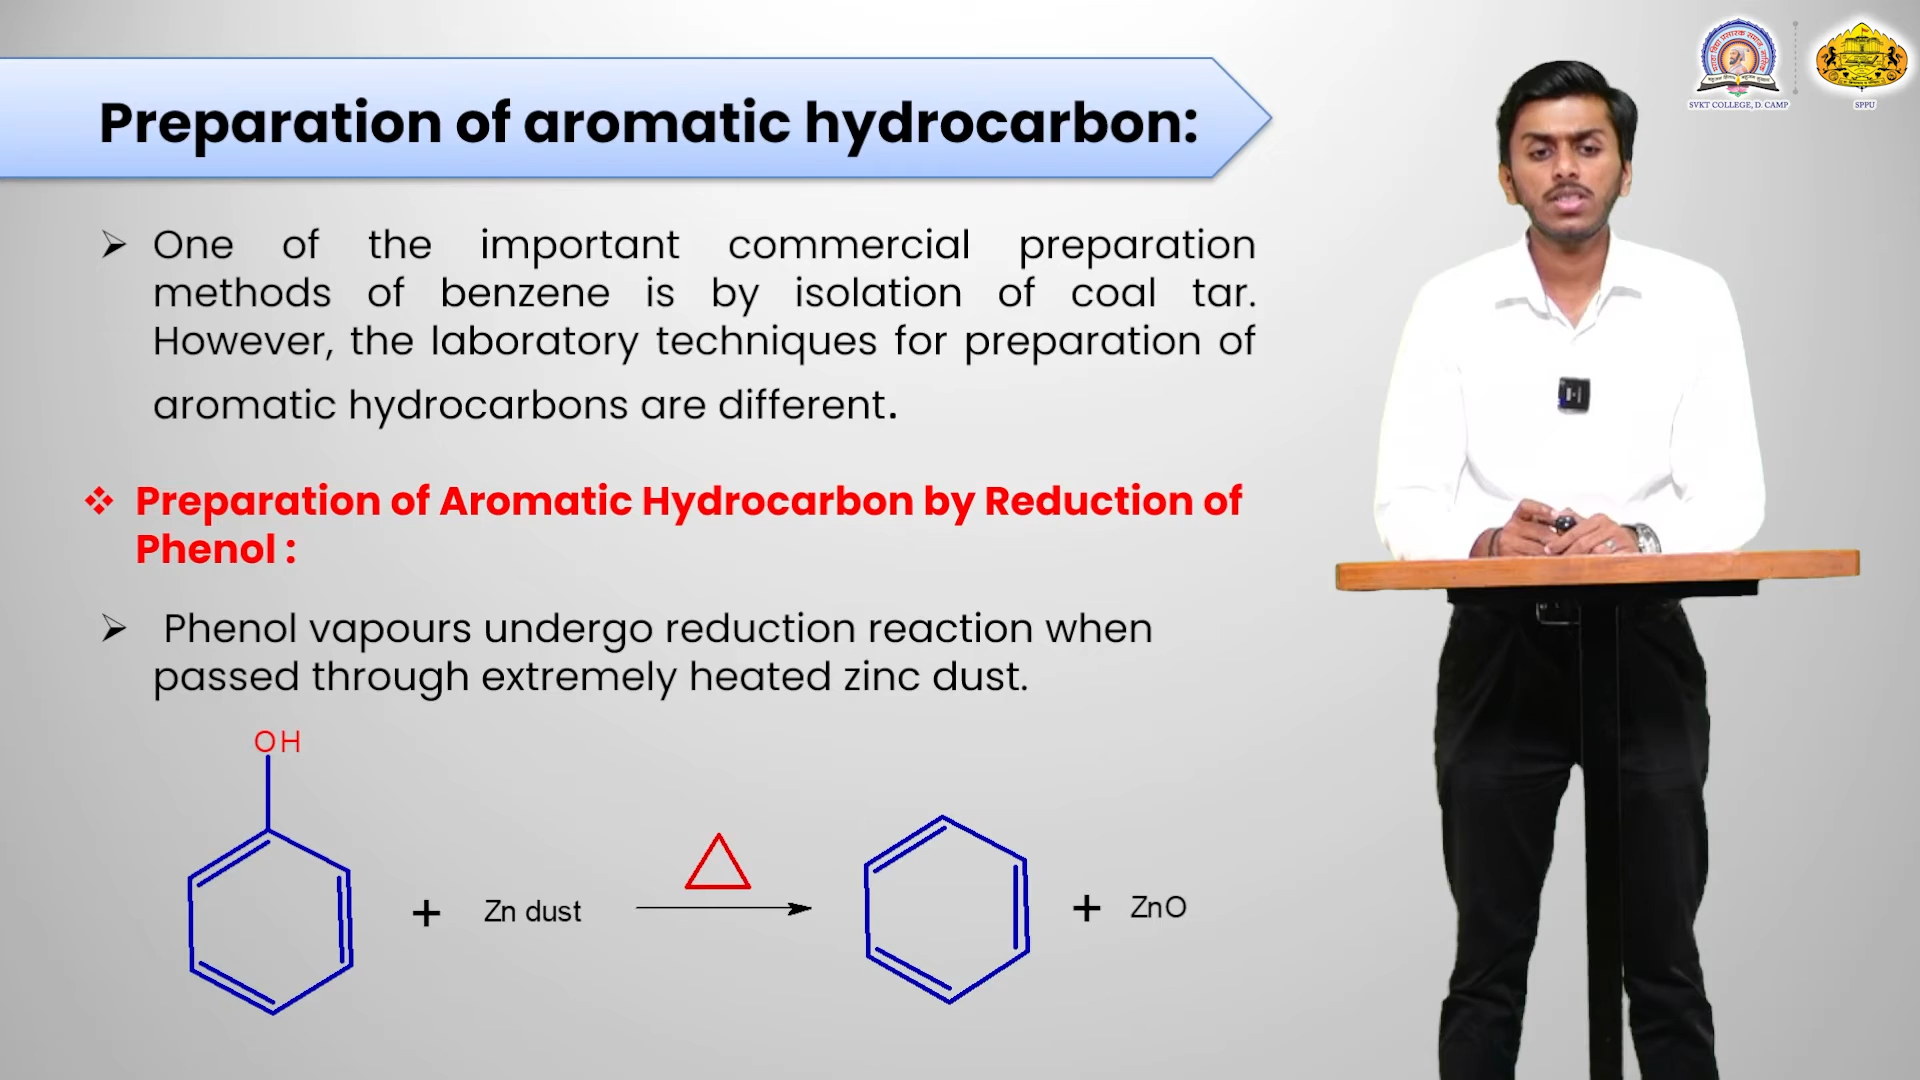 SVKT COLLEGE, D. CAMP
SPPU
Preparation of aromatic hydrocarbon:
➢ One of the important commercial preparation
methods of benzene is by isolation of coal tar.
However, the laboratory techniques for preparation of
aromatic hydrocarbons are different.
❖ Preparation of Aromatic Hydrocarbon by Reduction of
Phenol :
➢ Phenol vapours undergo reduction reaction when
passed through extremely heated zinc dust.
OH
+ Zn dust + ZnO